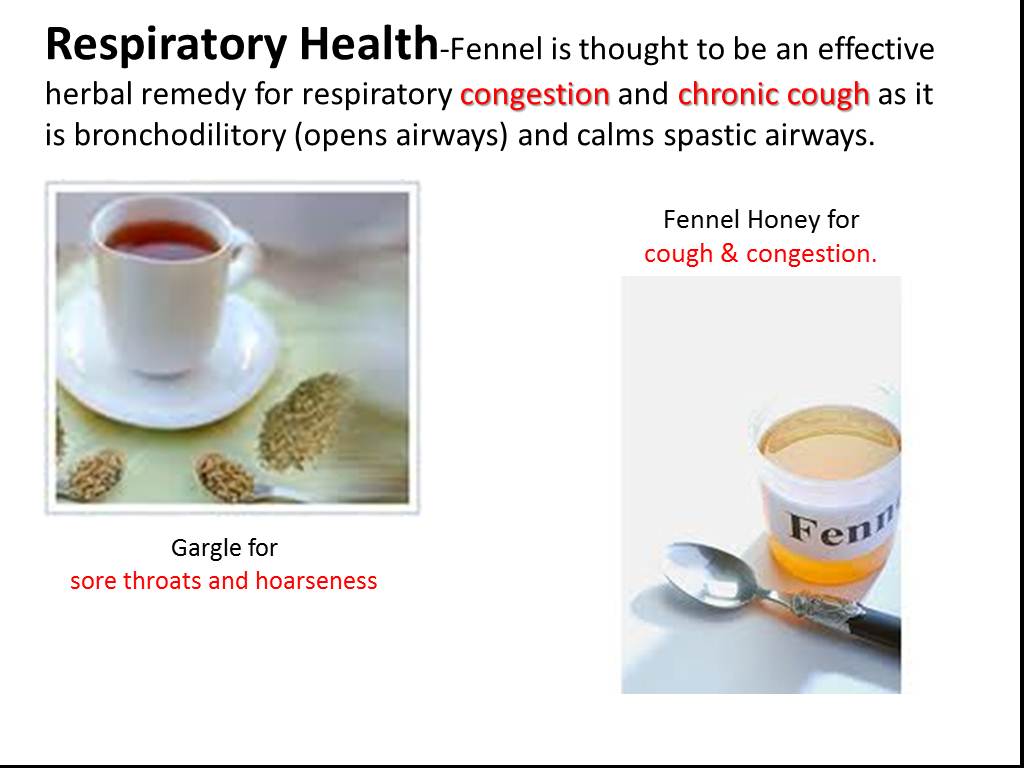 Respiratory Health-Fennel is thought to be an effective
herbal remedy for respiratory congestion and chronic cough as it
is bronchodilitory (opens airways) and calms spastic airways.
Fennel Honey for
cough & congestion.
Fenn
Gargle for
sore throats and hoarseness